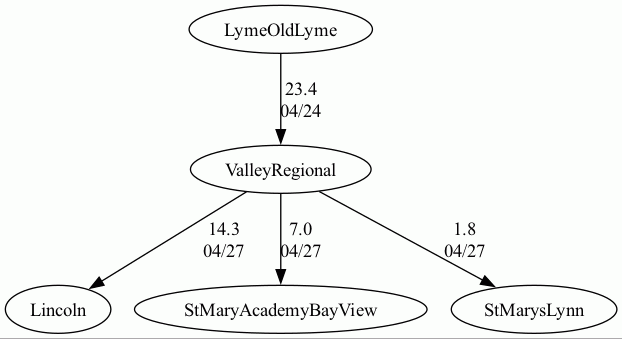 LymeOldLyme
23.4
04/24
ValleyRegional
14.3 7.0 1.8
04/27 04/27 04/27
Lincoln StMaryAcademyBayView StMarysLynn